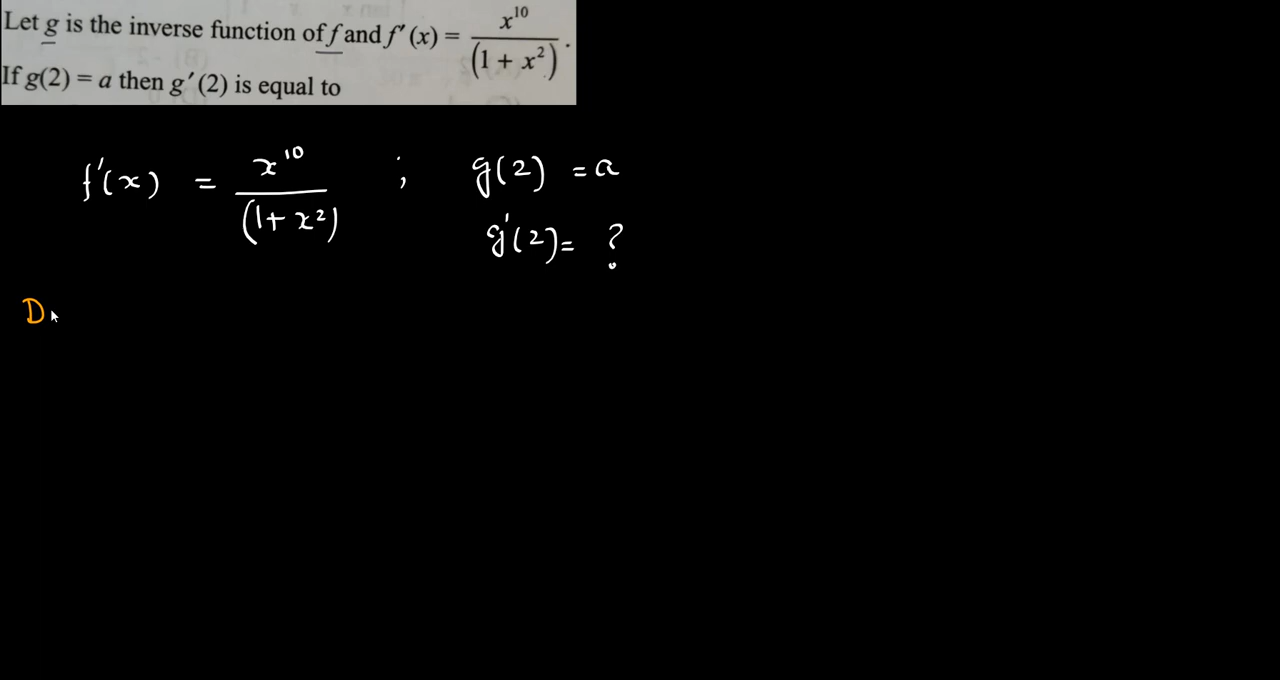 Let g is the inverse function of f and f′(x) = x^10 / (1 + x^2) .
If g(2) = a then g′(2) is equal to
f′(x) = x^10 / (1 + x^2) ; g(2) = a
g′(2) = ?
D